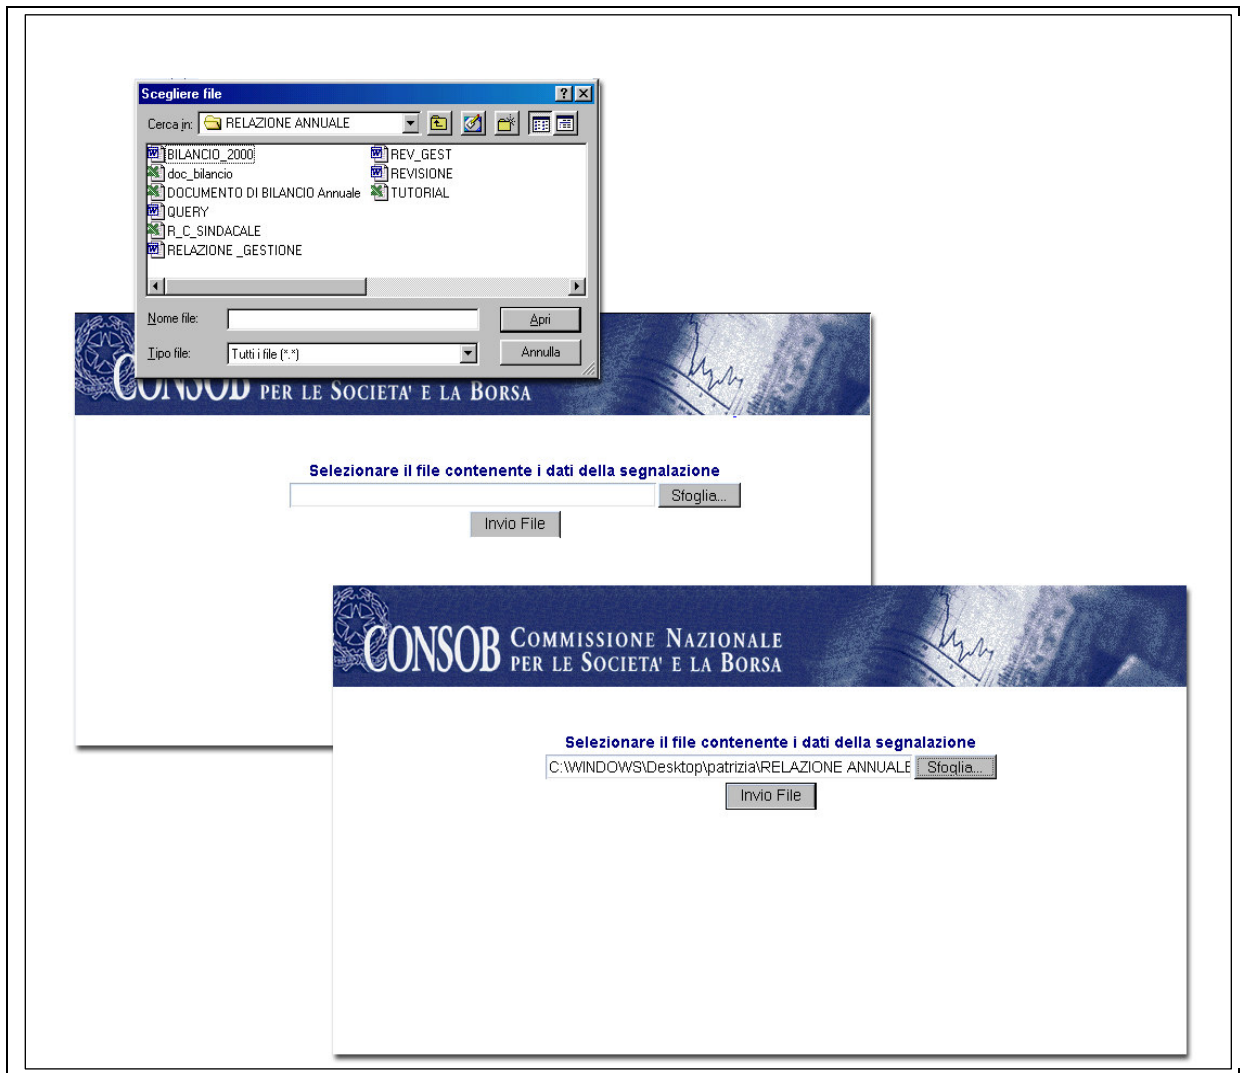 Scegliere file
Cerca in: RELAZIONE ANNUALE
BILANCIO_2000
doc_bilancio
DOCUMENTO DI BILANCIO Annuale
QUERY
R_C_SINDACALE
RELAZIONE _GESTIONE
REV_GEST
REVISIONE
TUTORIAL
Nome file:
Apri
Tipo file: Tutti i file (*.*)
Annulla
CONSOB PER LE SOCIETA' E LA BORSA
Selezionare il file contenente i dati della segnalazione
Sfoglia...
Invio File
CONSOB COMMISSIONE NAZIONALE
PER LE SOCIETA' E LA BORSA
Selezionare il file contenente i dati della segnalazione
C:\WINDOWS\Desktop\patrizia\RELAZIONE ANNUALE Sfoglia...
Invio File